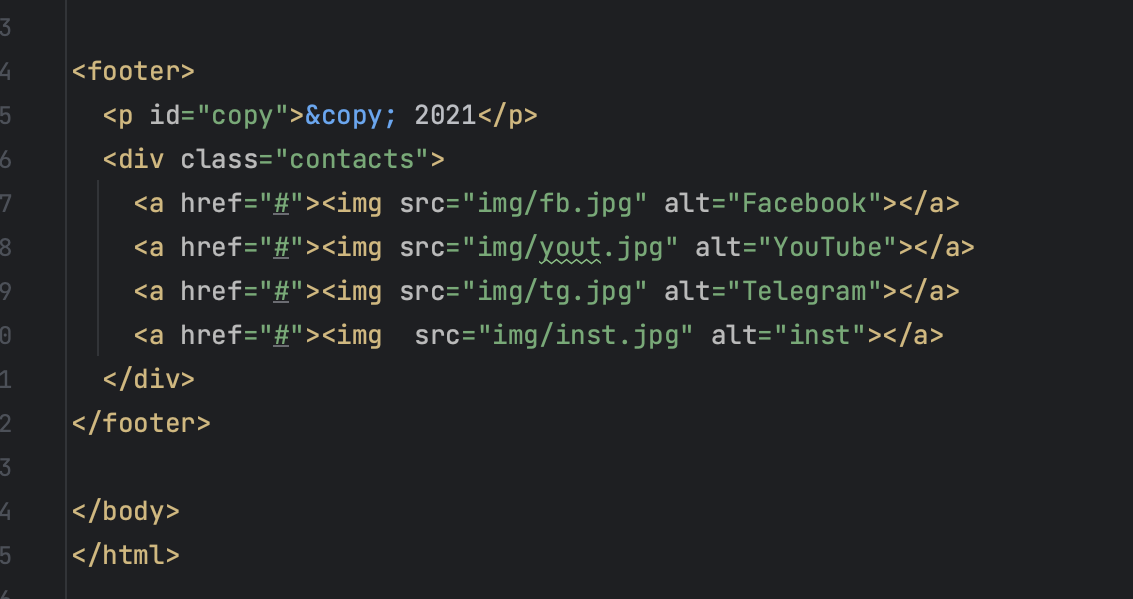 3
4 <footer>
5 <p id="copy">&copy; 2021</p>
6 <div class="contacts">
7 <a href="#"><img src="img/fb.jpg" alt="Facebook"></a>
8 <a href="#"><img src="img/yout.jpg" alt="YouTube"></a>
9 <a href="#"><img src="img/tg.jpg" alt="Telegram"></a>
0 <a href="#"><img  src="img/inst.jpg" alt="inst"></a>
1 </div>
2 </footer>
3
4 </body>
5 </html>